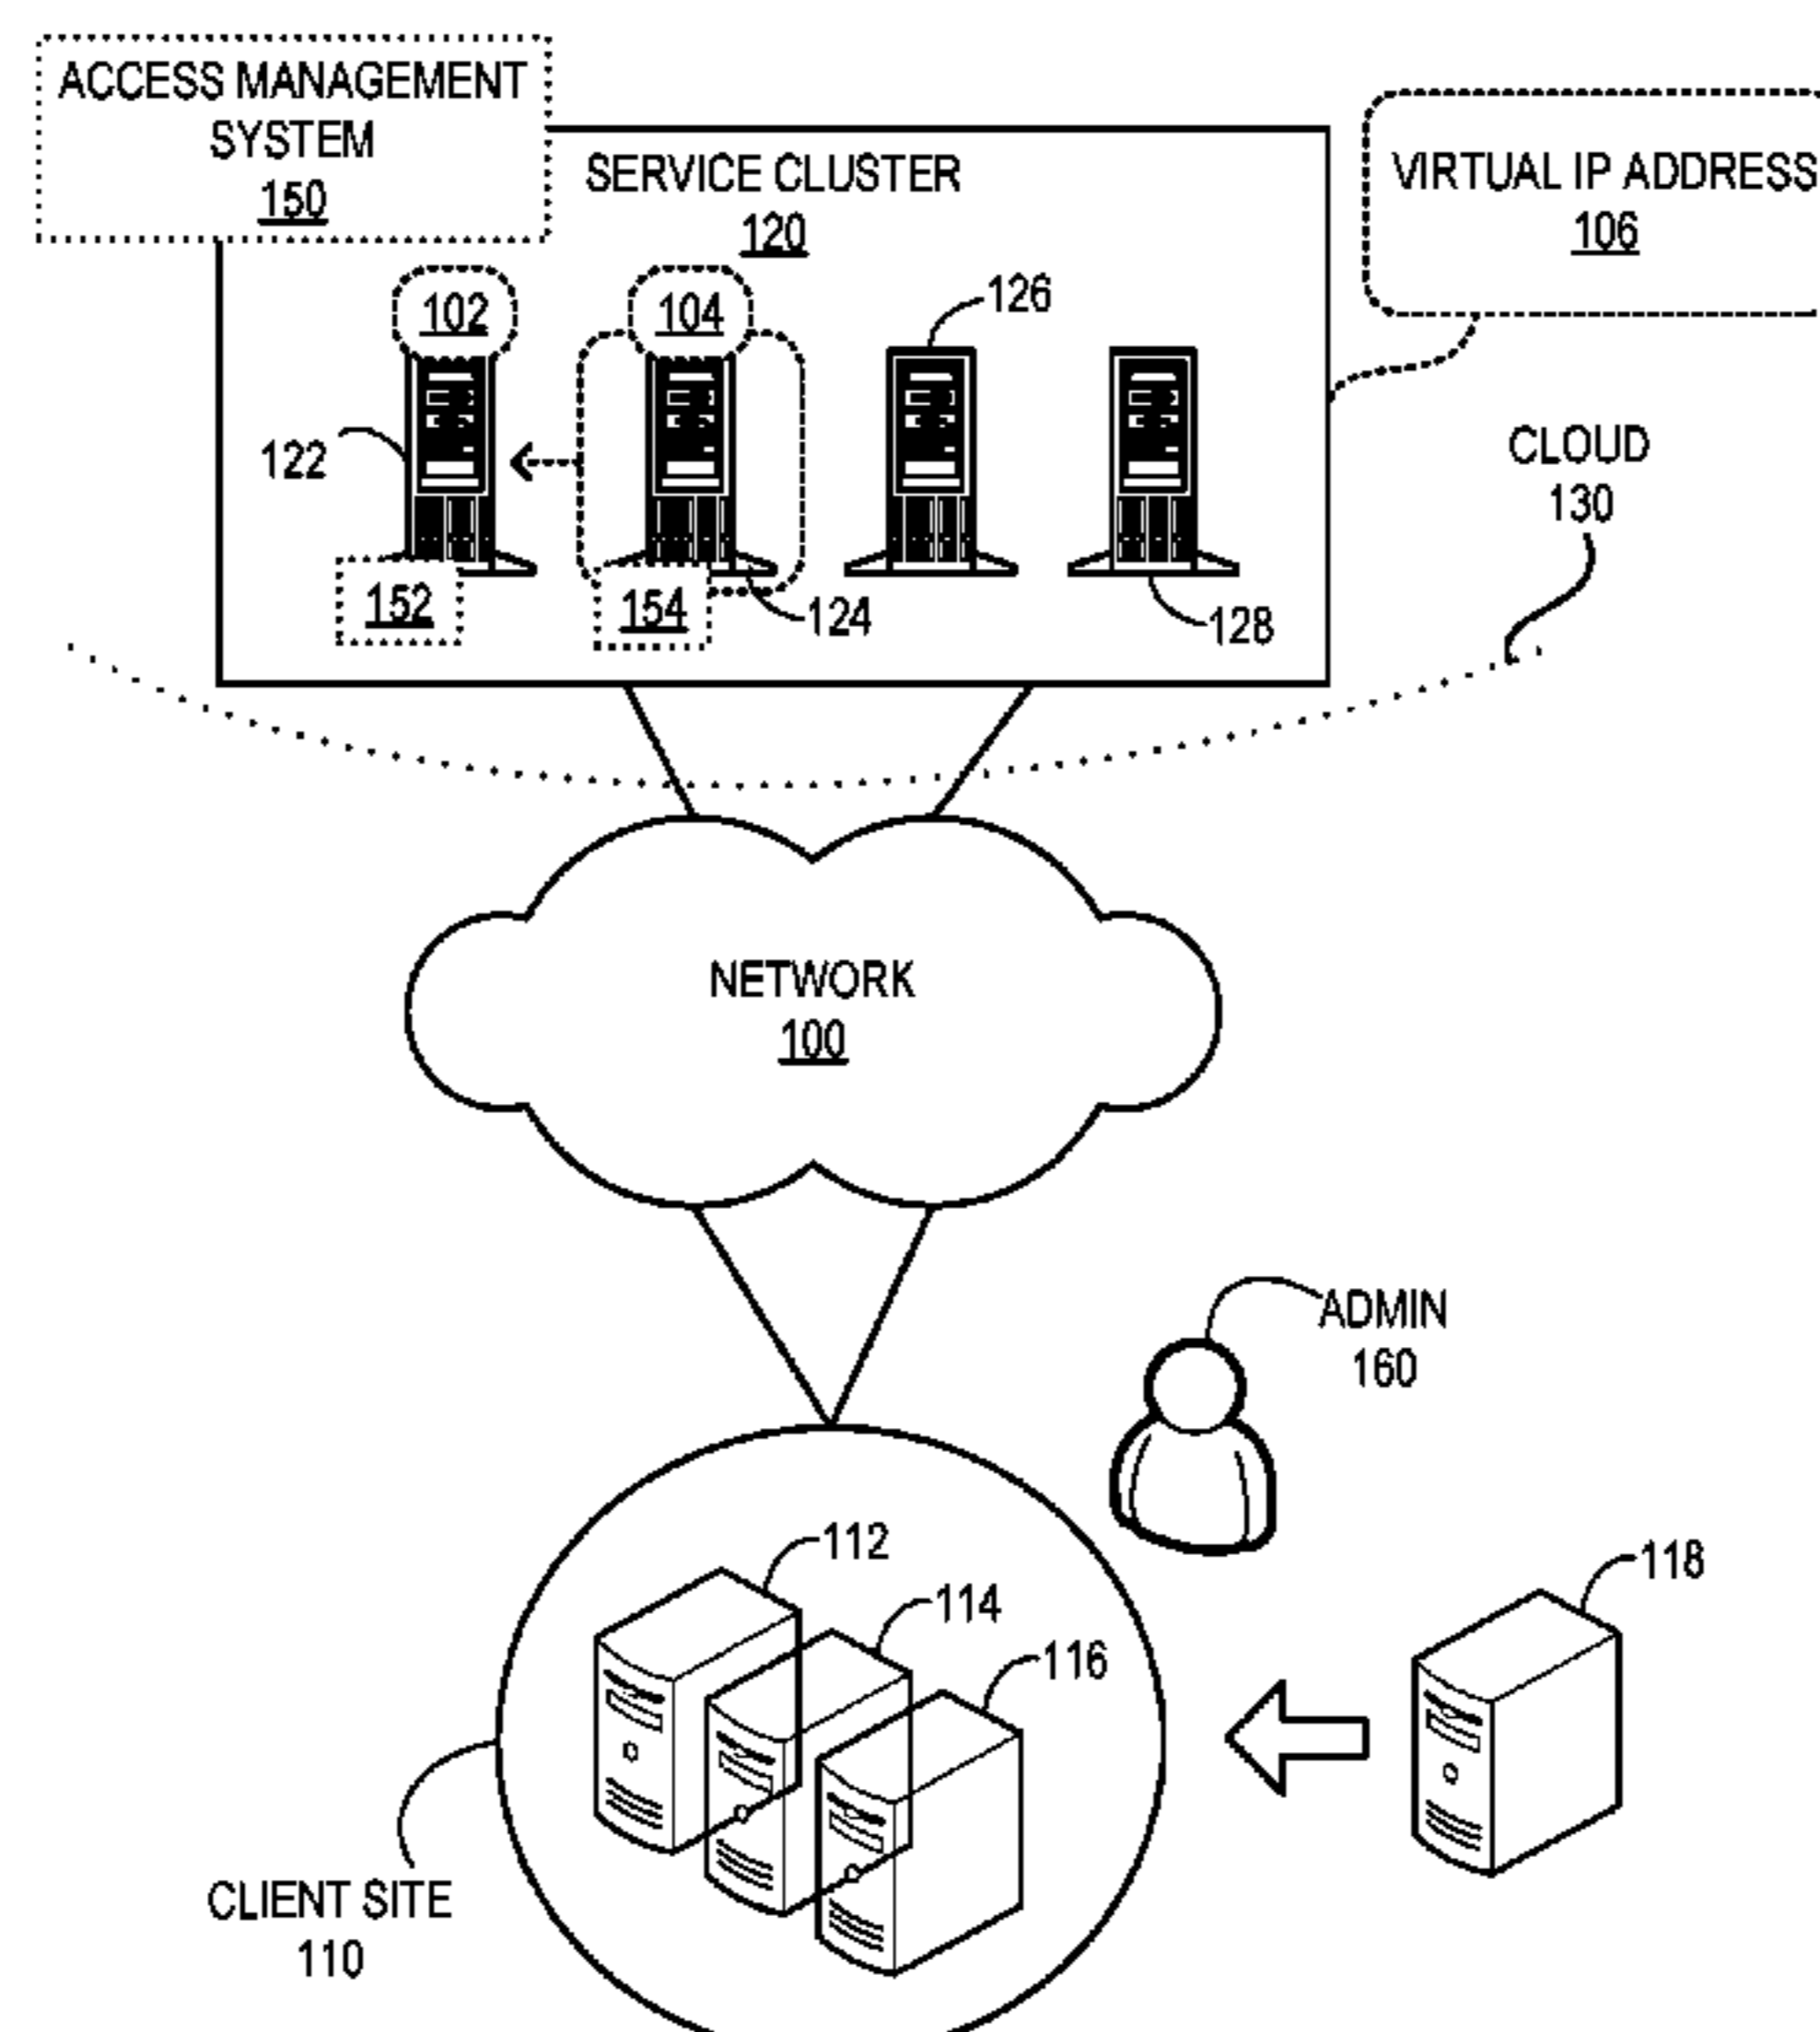 ACCESS MANAGEMENT
SYSTEM
150
SERVICE CLUSTER
120
VIRTUAL IP ADDRESS
106
102
104
126
122
CLOUD
130
152
154
124
128
NETWORK
100
ADMIN
160
112
114
116
118
CLIENT SITE
110